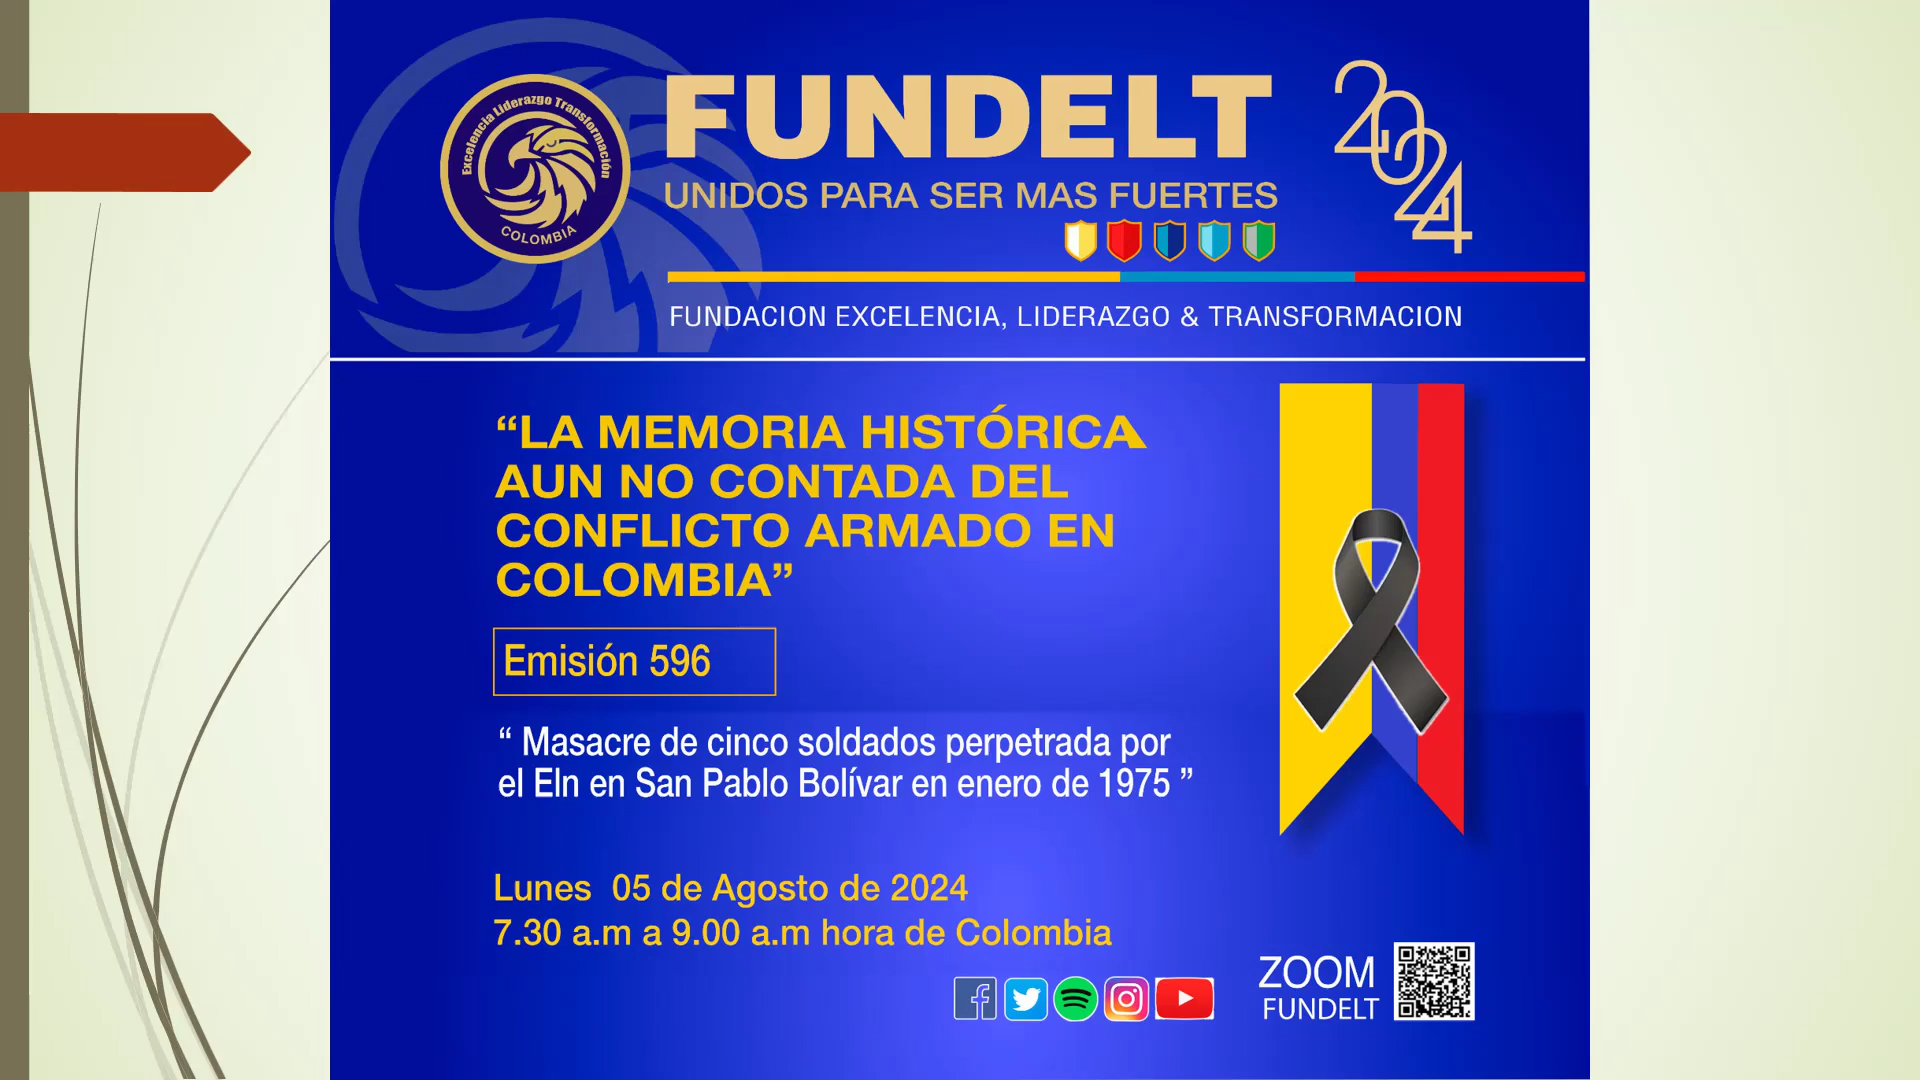 Excelencia Liderazgo Transformación
COLOMBIA
FUNDELT
2024
UNIDOS PARA SER MAS FUERTES
FUNDACION EXCELENCIA, LIDERAZGO & TRANSFORMACION
“LA MEMORIA HISTÓRICA
AUN NO CONTADA DEL
CONFLICTO ARMADO EN
COLOMBIA”
Emisión 596
“ Masacre de cinco soldados perpetrada por
el Eln en San Pablo Bolívar en enero de 1975 ”
Lunes 05 de Agosto de 2024
7.30 a.m a 9.00 a.m hora de Colombia
ZOOM
FUNDELT